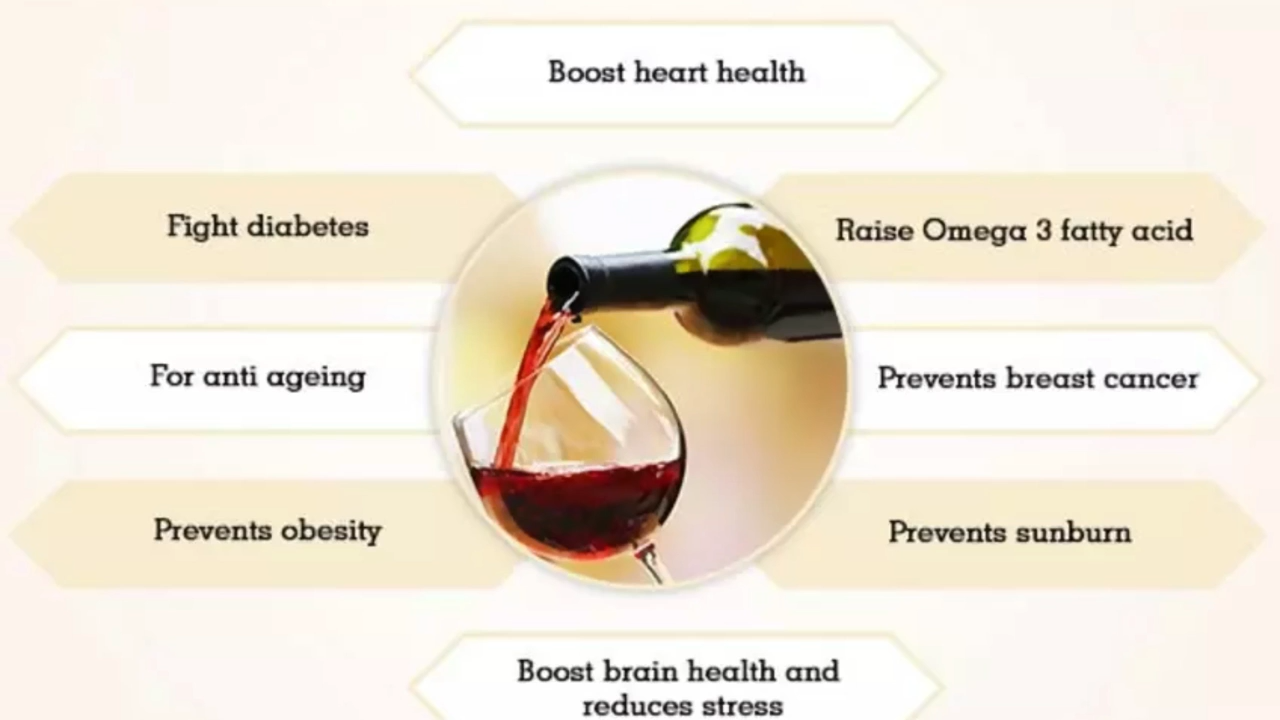 Boost heart health
Fight diabetes
Raise Omega 3 fatty acid
For anti ageing
Prevents breast cancer
Prevents obesity
Prevents sunburn
Boost brain health and
reduces stress